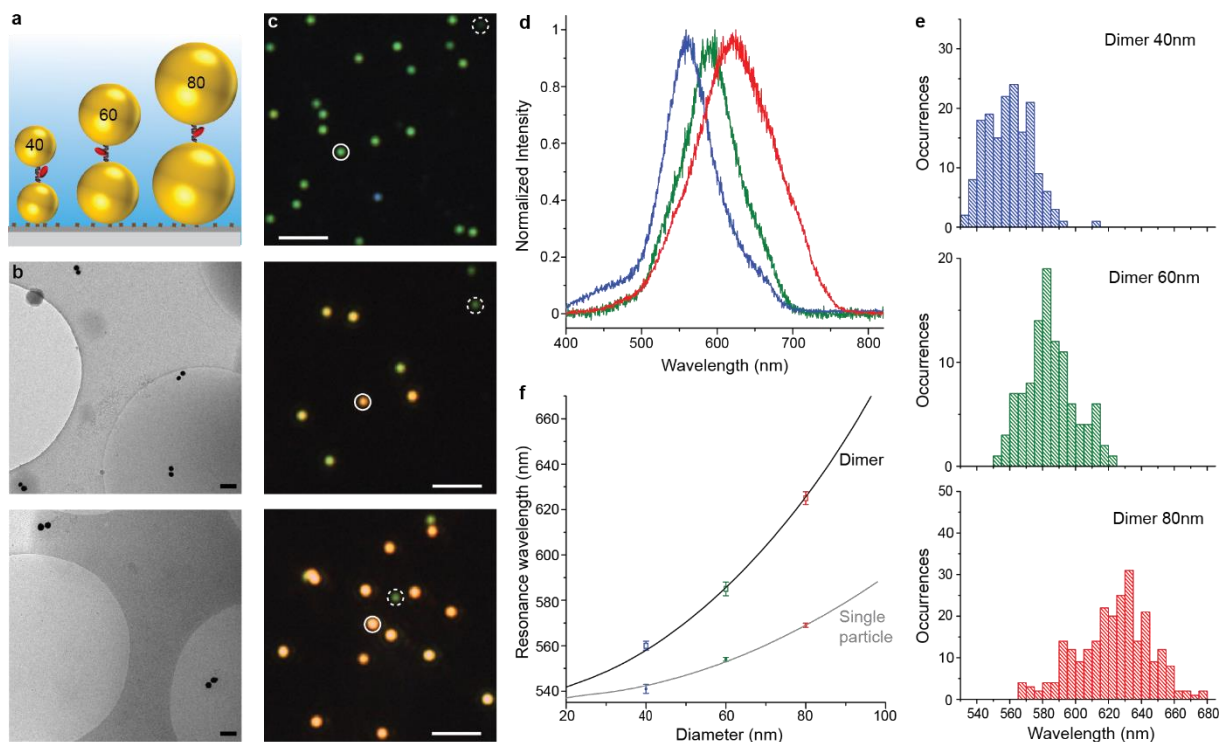 a
40
60
80
b
c
d
Normalized Intensity
1
0.8
0.6
0.4
0.2
0
400
500
600
700
800
Wavelength (nm)
e
Dimer 40nm
Occurrences
30
20
10
0
Dimer 60nm
Occurrences
20
10
0
Dimer 80nm
Occurrences
50
40
30
20
10
0
540
560
580
600
620
640
660
680
Wavelength (nm)
f
Resonance wavelength (nm)
660
640
620
600
580
560
540
Dimer
Single
particle
20
40
60
80
100
Diameter (nm)